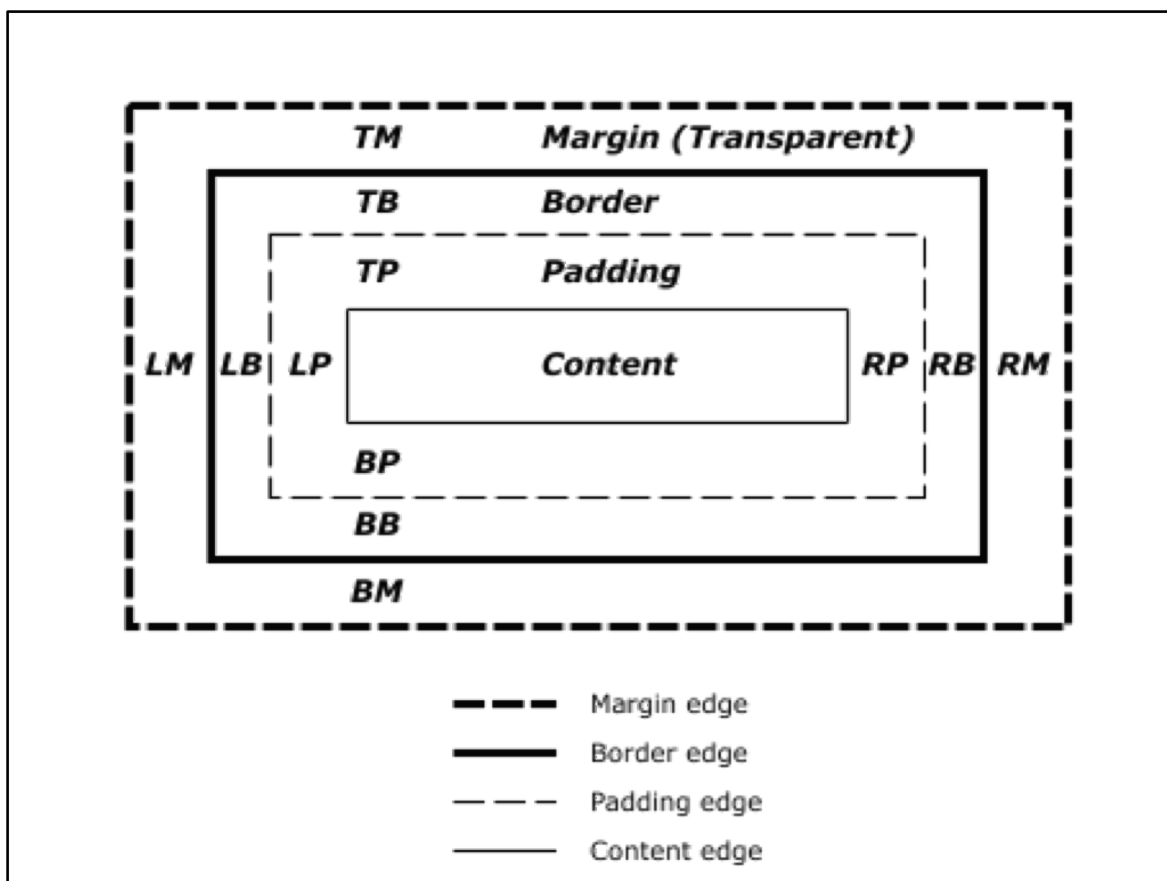 TM Margin (Transparent)
TB Border
TP Padding
LM LB LP Content RP RB RM
BP
BB
BM
Margin edge
Border edge
Padding edge
Content edge